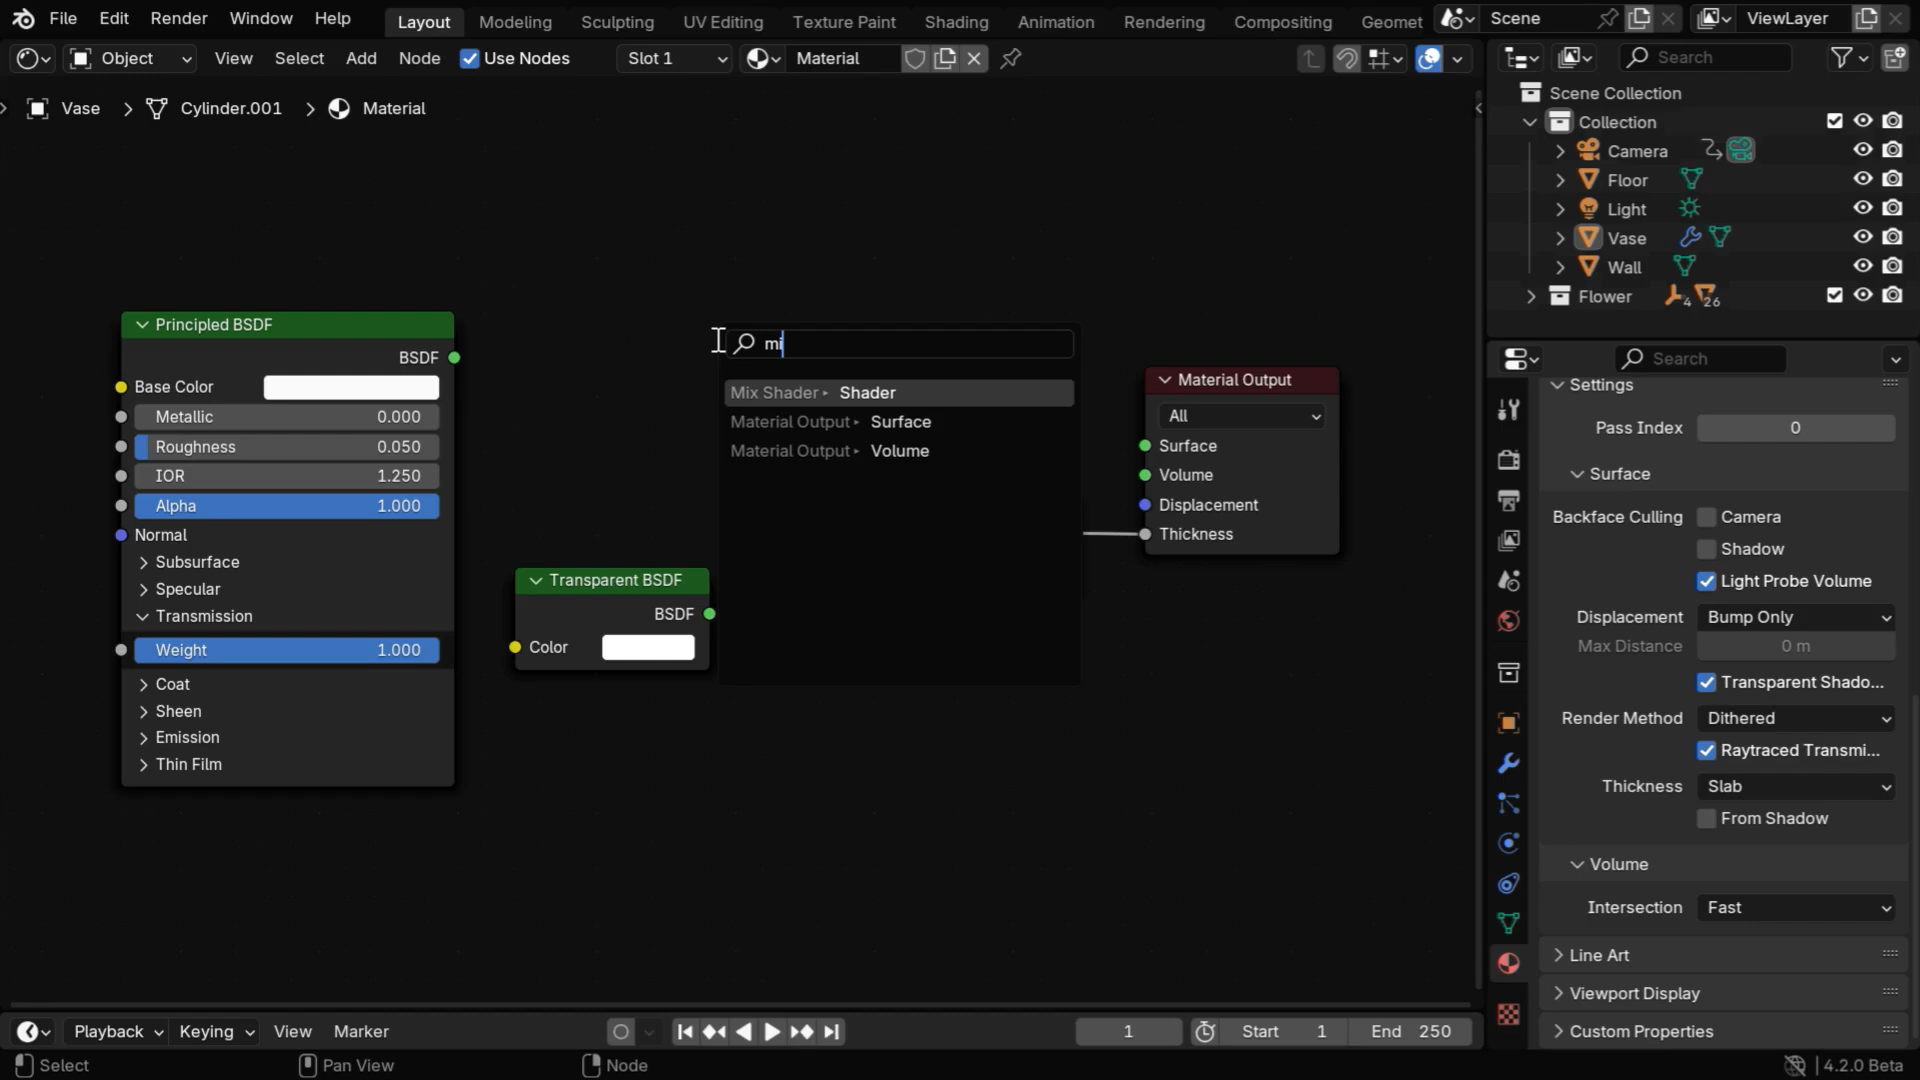 File Edit Render Window Help Layout Modeling Sculpting UV Editing Texture Paint Shading Animation Rendering Compositing Geomet Scene ViewLayer
Object View Select Add Node Use Nodes Slot 1 Material Search
Vase Cylinder.001 Material
Scene Collection
Collection
Camera
Floor
Light
Vase
Wall
Flower 4 26
Principled BSDF
BSDF
Base Color
Metallic 0.000
Roughness 0.050
IOR 1.250
Alpha 1.000
Normal
Subsurface
Specular
Transmission
Weight 1.000
Coat
Sheen
Emission
Thin Film
Transparent BSDF
BSDF
Color
mi
Mix Shader Shader
Material Output Surface
Material Output Volume
Material Output
All
Surface
Volume
Displacement
Thickness
Search
Settings
Pass Index 0
Surface
Backface Culling Camera
Shadow
Light Probe Volume
Displacement Bump Only
Max Distance 0 m
Transparent Shado...
Render Method Dithered
Raytraced Transmi...
Thickness Slab
From Shadow
Volume
Intersection Fast
Line Art
Viewport Display
Custom Properties
Playback Keying View Marker 1 Start 1 End 250
Select Pan View Node 4.2.0 Beta